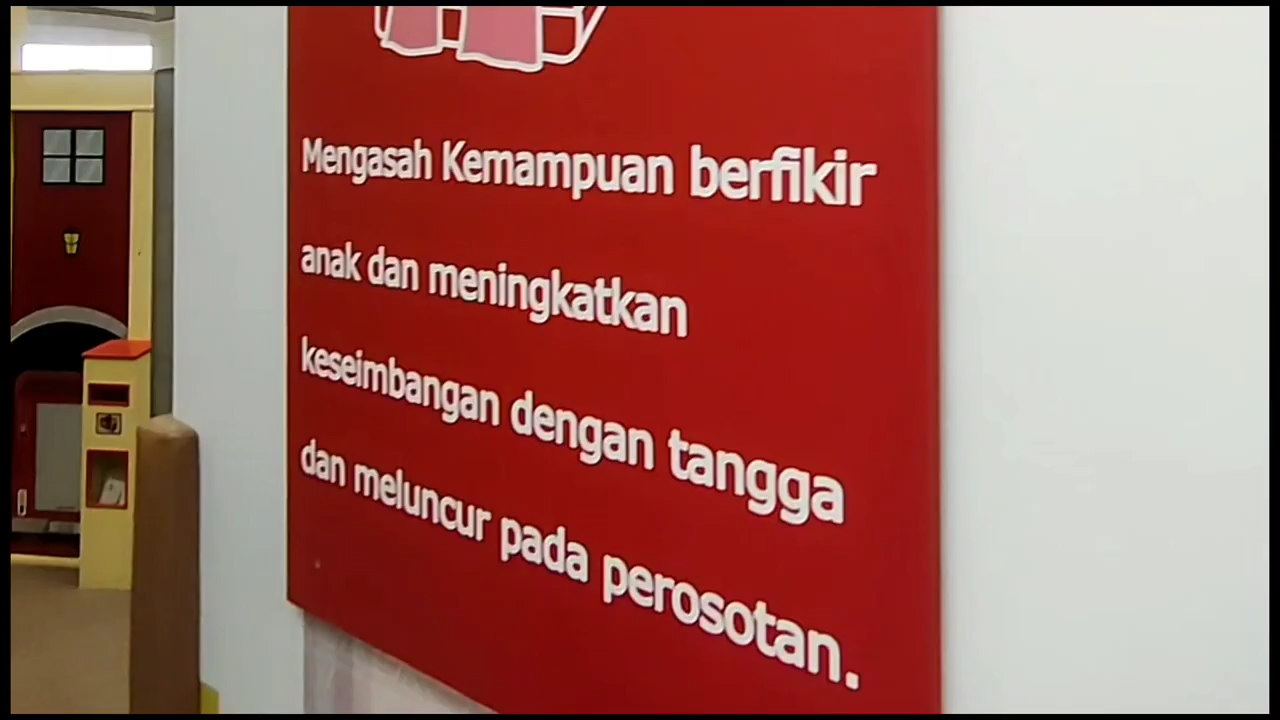 Mengasah Kemampuan berfikir
anak dan meningkatkan
keseimbangan dengan tangga
dan meluncur pada perosotan.